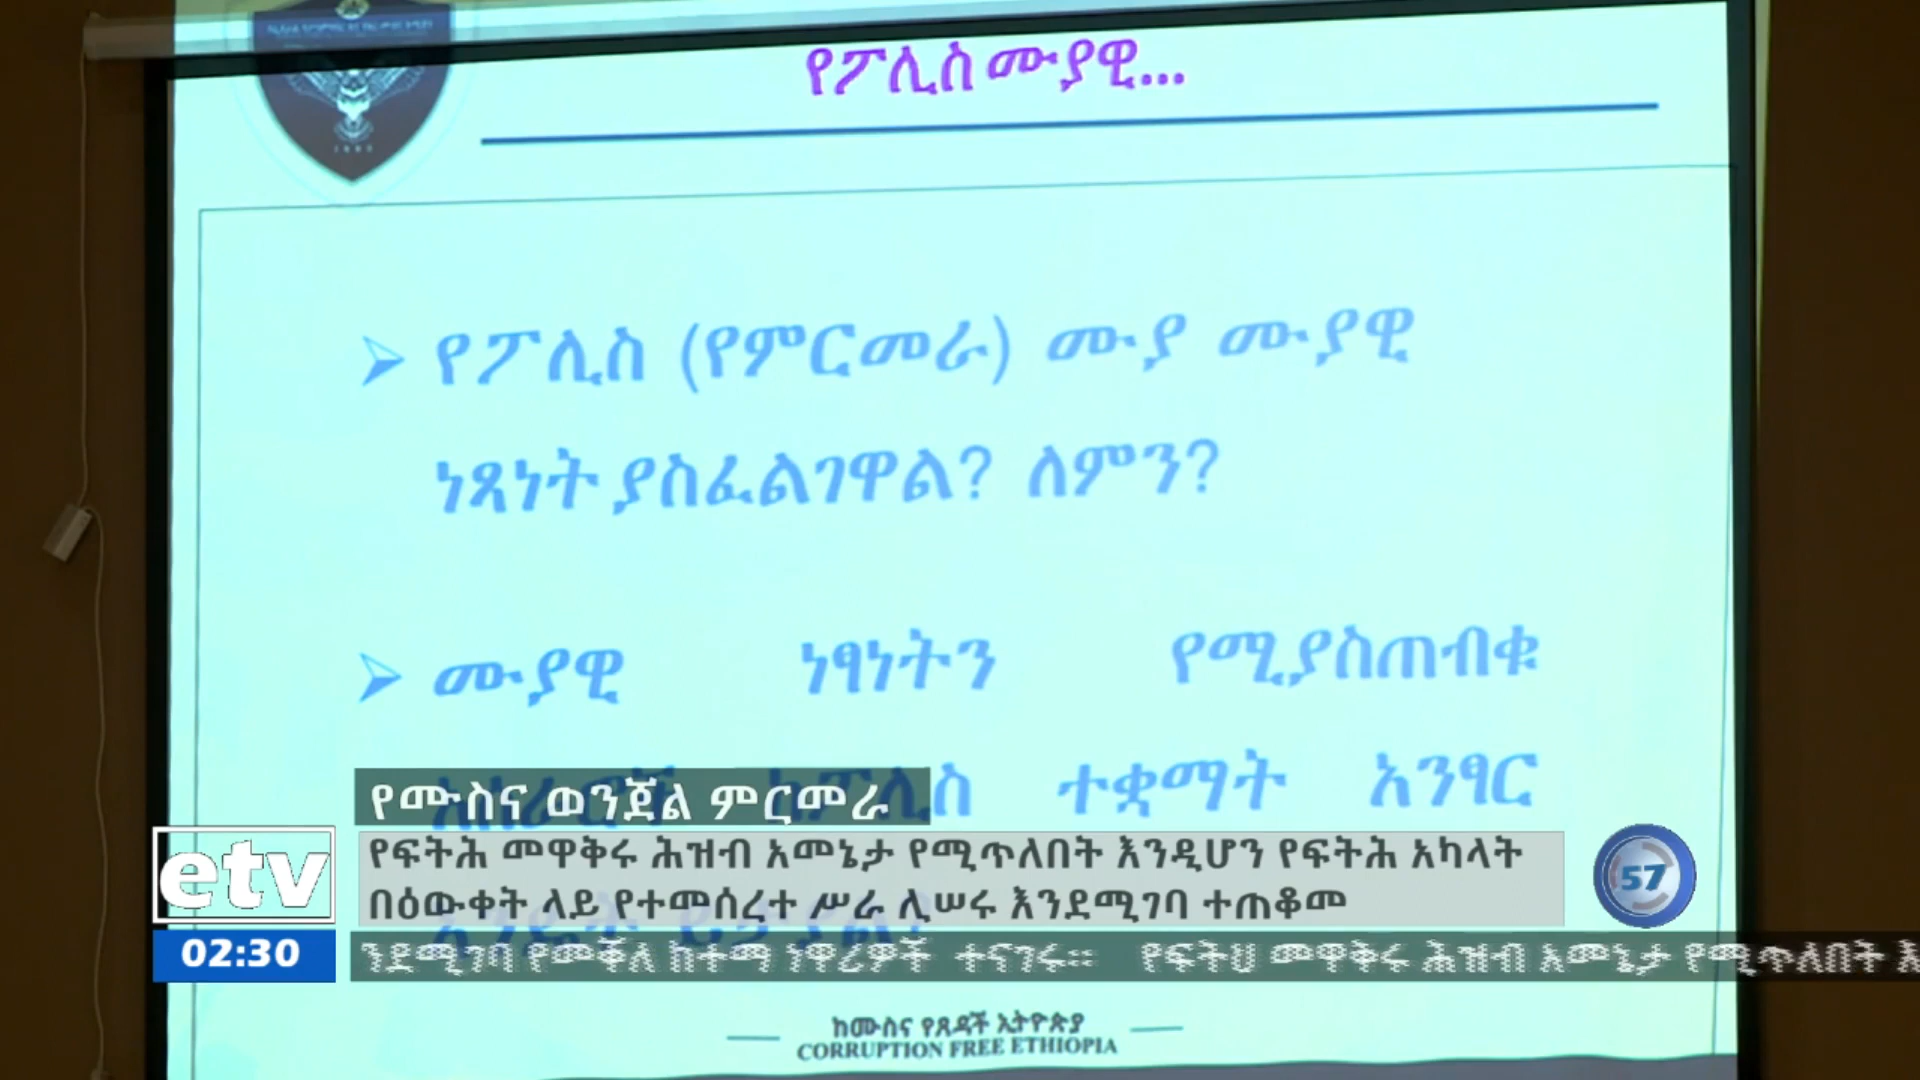 የፖሊስ ሙያዊ...
➢ የፖሊስ (የምርመራ) ሙያ ሙያዊ
ነጻነት ያስፈልገዋል? ለምን?
➢ ሙያዊ ነፃነትን የሚያስጠብቁ
ተቋማት አንፃር
የሙስና ወንጀል ምርመራ
etv
የፍትሕ መዋቅሩ ሕዝብ አመኔታ የሚጥለበት እንዲሆን የፍትሕ አካላት
በዕውቀት ላይ የተመሰረተ ሥራ ሊሠሩ እንደሚገባ ተጠቆመ
57
02:30
ንደሚገባ የመቐለ ከተማ ነዋሪዎች ተናገሩ። የፍትህ መዋቅሩ ሕዝብ አመኔታ የሚጥለበት እ
ከሙስና የጸዳች ኢትዮጵያ
CORRUPTION FREE ETHIOPIA